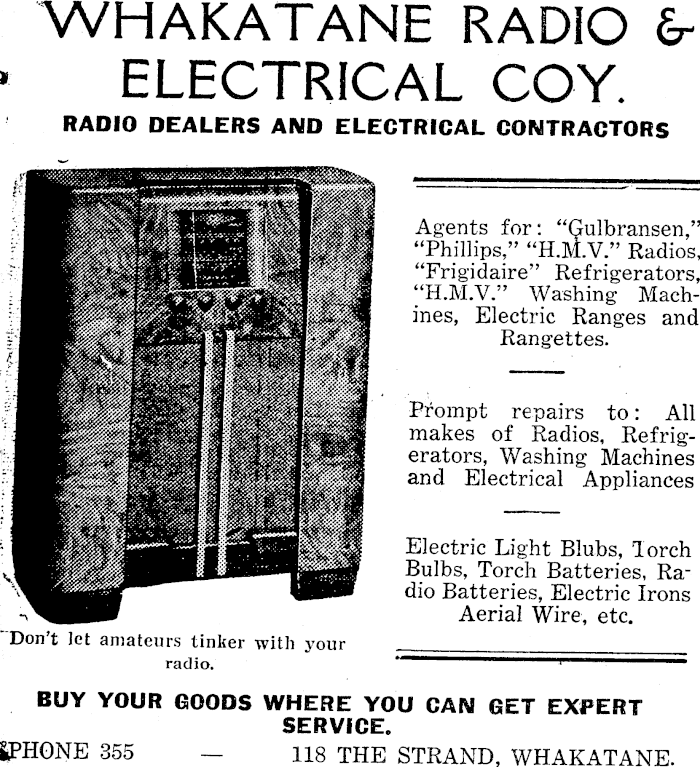 WHAKATANE RADIO &
ELECTRICAL COY.
RADIO DEALERS AND ELECTRICAL CONTRACTORS
Agents for: "Gulbransen,"
"Phillips," "H.M.V." Radios,
"Frigidaire" Refrigerators,
"H.M.V." Washing Mach-
ines, Electric Ranges and
Rangettes.
Prompt repairs to: All
makes of Radios, Refrig-
erators, Washing Machines
and Electrical Appliances
Electric Light Blubs, Torch
Bulbs, Torch Batteries, Ra-
dio Batteries, Electric Irons
Aerial Wire, etc.
Don't let amateurs tinker with your
radio.
BUY YOUR GOODS WHERE YOU CAN GET EXPERT
SERVICE.
PHONE 355 — 118 THE STRAND, WHAKATANE.